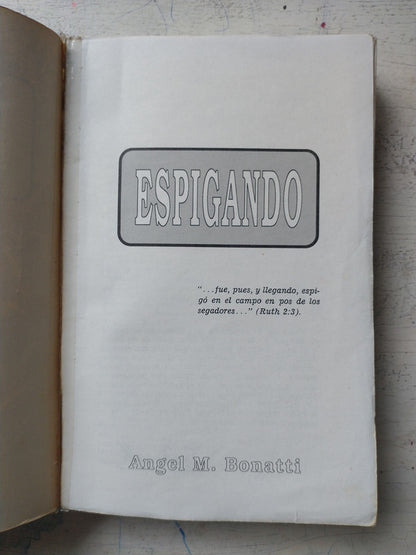 ESPIGANDO
"...fue, pues, y llegando, espi-
gó en el campo en pos de los
segadores..." (Ruth 2:3).
Angel M. Bonatti